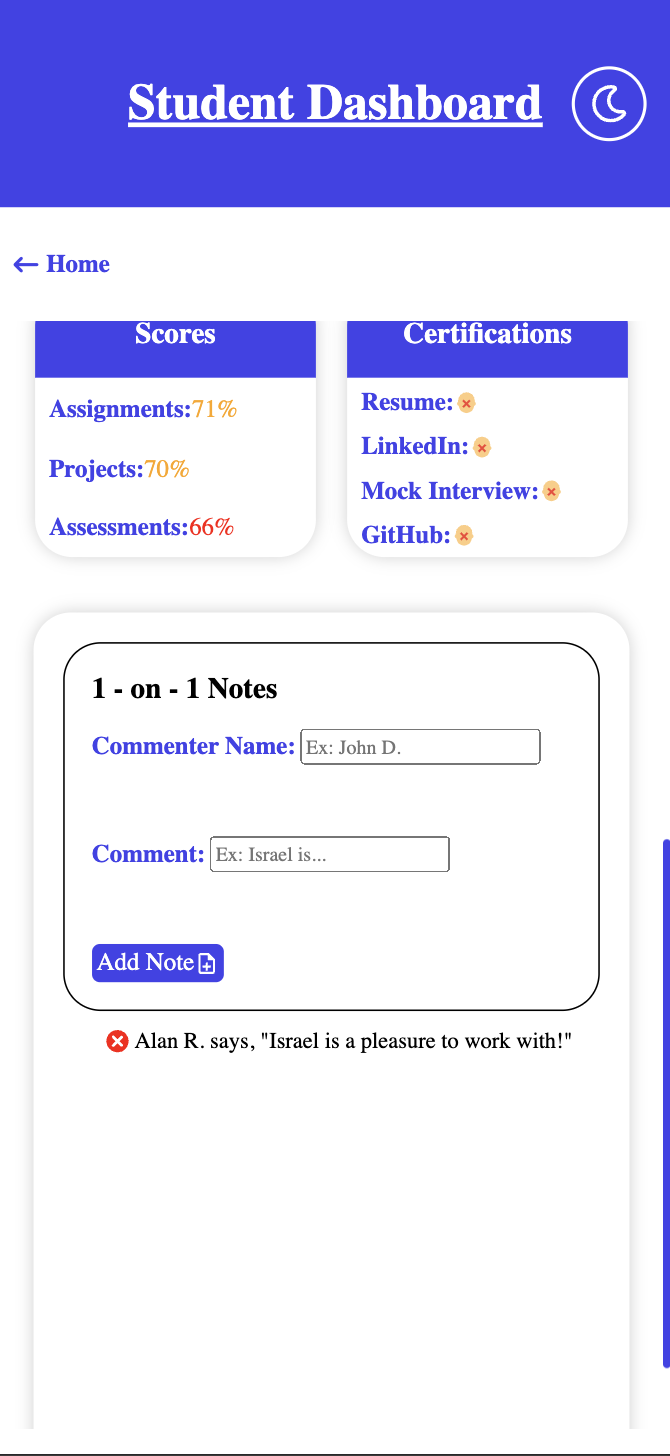 Student Dashboard
Home
Scores
Assignments:71%
Projects:70%
Assessments:66%
Certifications
Resume:
LinkedIn:
Mock Interview:
GitHub:
1 - on - 1 Notes
Commenter Name: Ex: John D.
Comment: Ex: Israel is...
Add Note
Alan R. says, "Israel is a pleasure to work with!"